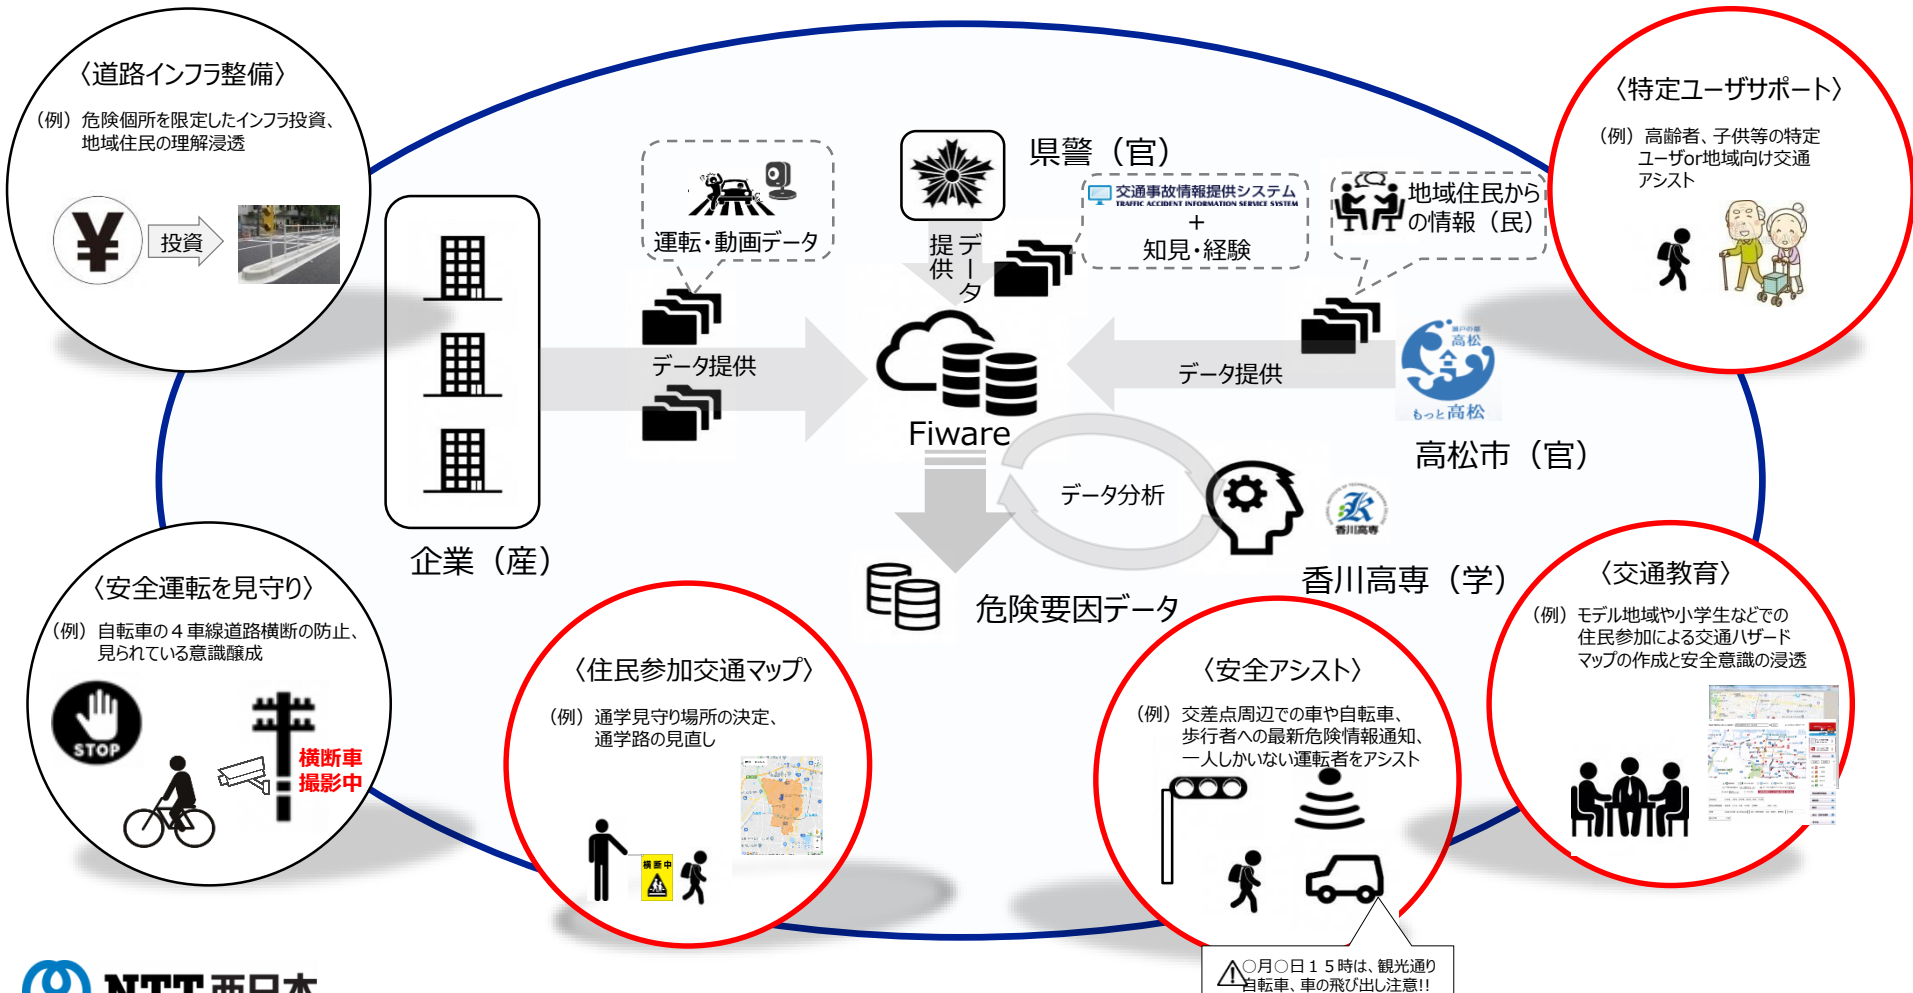 〈道路インフラ整備〉
（例）危険個所を限定したインフラ投資、
地域住民の理解浸透
¥
投資
〈特定ユーザサポート〉
（例）高齢者、子供等の特定
ユーザor地域向け交通
アシスト
運転・動画データ
県警（官）
データ
提供
交通事故情報提供システム
TRAFFIC ACCIDENT INFORMATION SERVICE SYSTEM
+
知見・経験
地域住民から
の情報（民）
データ提供
データ提供
高松
もっと高松
高松市（官）
Fiware
データ分析
香川高専
香川高専（学）
企業（産）
危険要因データ
〈安全運転を見守り〉
（例）自転車の４車線道路横断の防止、
見られている意識醸成
STOP
横断車
撮影中
〈住民参加交通マップ〉
（例）通学見守り場所の決定、
通学路の見直し
横断中
〈安全アシスト〉
（例）交差点周辺での車や自転車、
歩行者への最新危険情報通知、
一人しかいない運転者をアシスト
○月○日１５時は、観光通り
自転車、車の飛び出し注意!!
〈交通教育〉
（例）モデル地域や小学生などでの
住民参加による交通ハザード
マップの作成と安全意識の浸透
NTT西日本